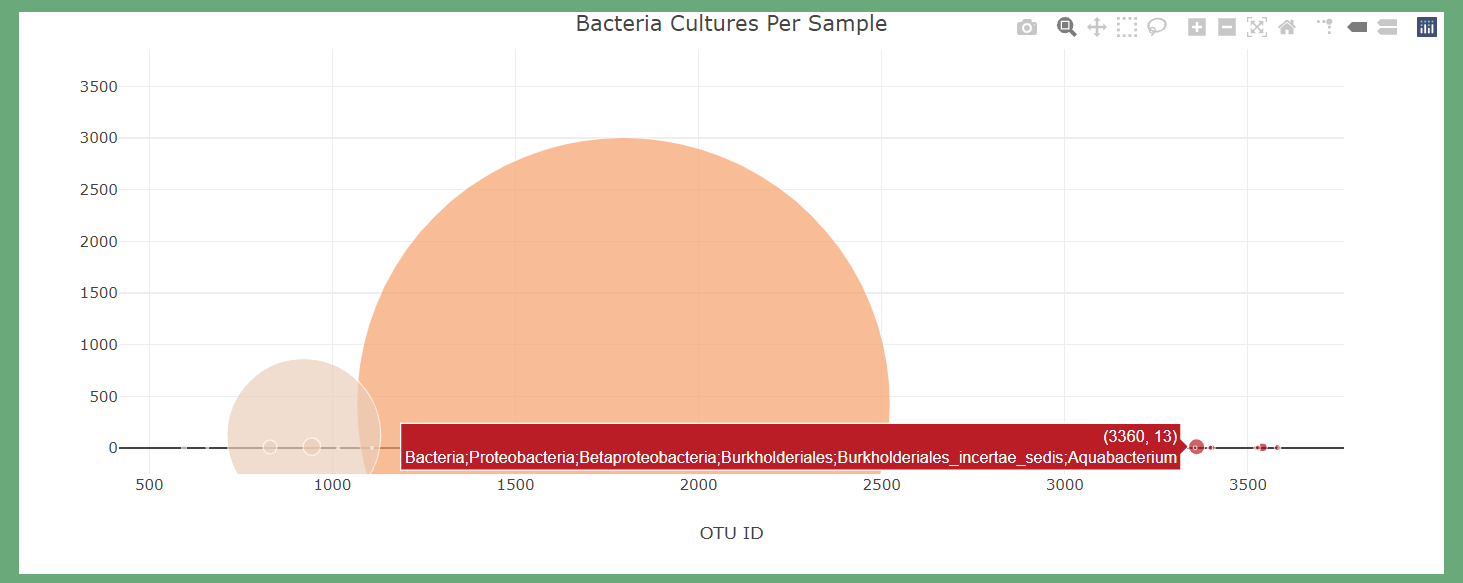 Bacteria Cultures Per Sample
3500
3000
2500
2000
1500
1000
500
0
(3360, 13)
Bacteria;Proteobacteria;Betaproteobacteria;Burkholderiales;Burkholderiales_incertae_sedis;Aquabacterium
500 1000 1500 2000 2500 3000 3500
OTU ID